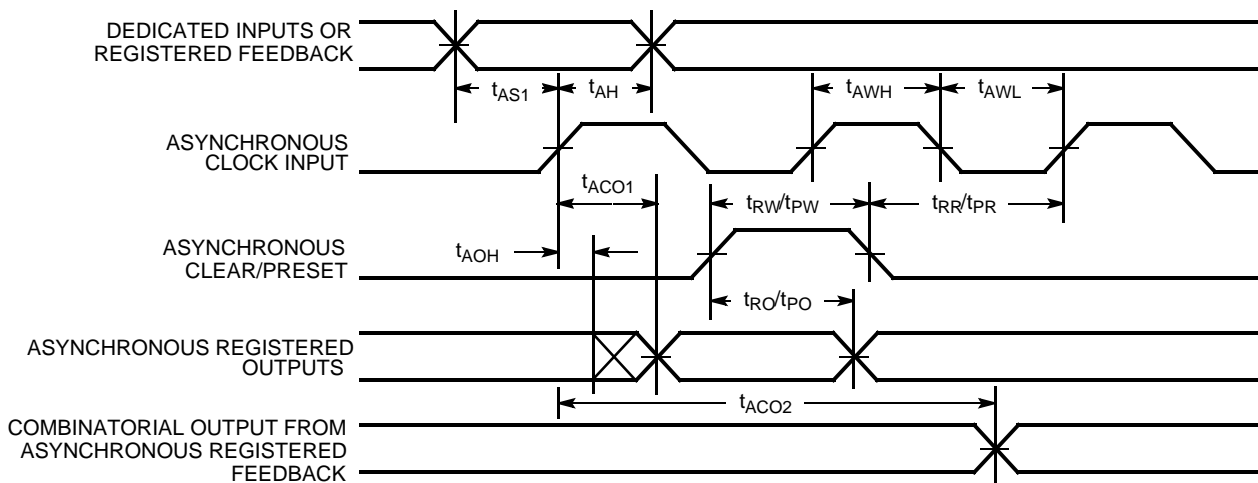 DEDICATED INPUTS OR
REGISTERED FEEDBACK
tAS1
tAH
tAWH
tAWL
ASYNCHRONOUS
CLOCK INPUT
tACO1
tRW/tPW
tRR/tPR
ASYNCHRONOUS
CLEAR/PRESET
tAOH
tRO/tPO
ASYNCHRONOUS REGISTERED
OUTPUTS
tACO2
COMBINATORIAL OUTPUT FROM
ASYNCHRONOUS REGISTERED
FEEDBACK